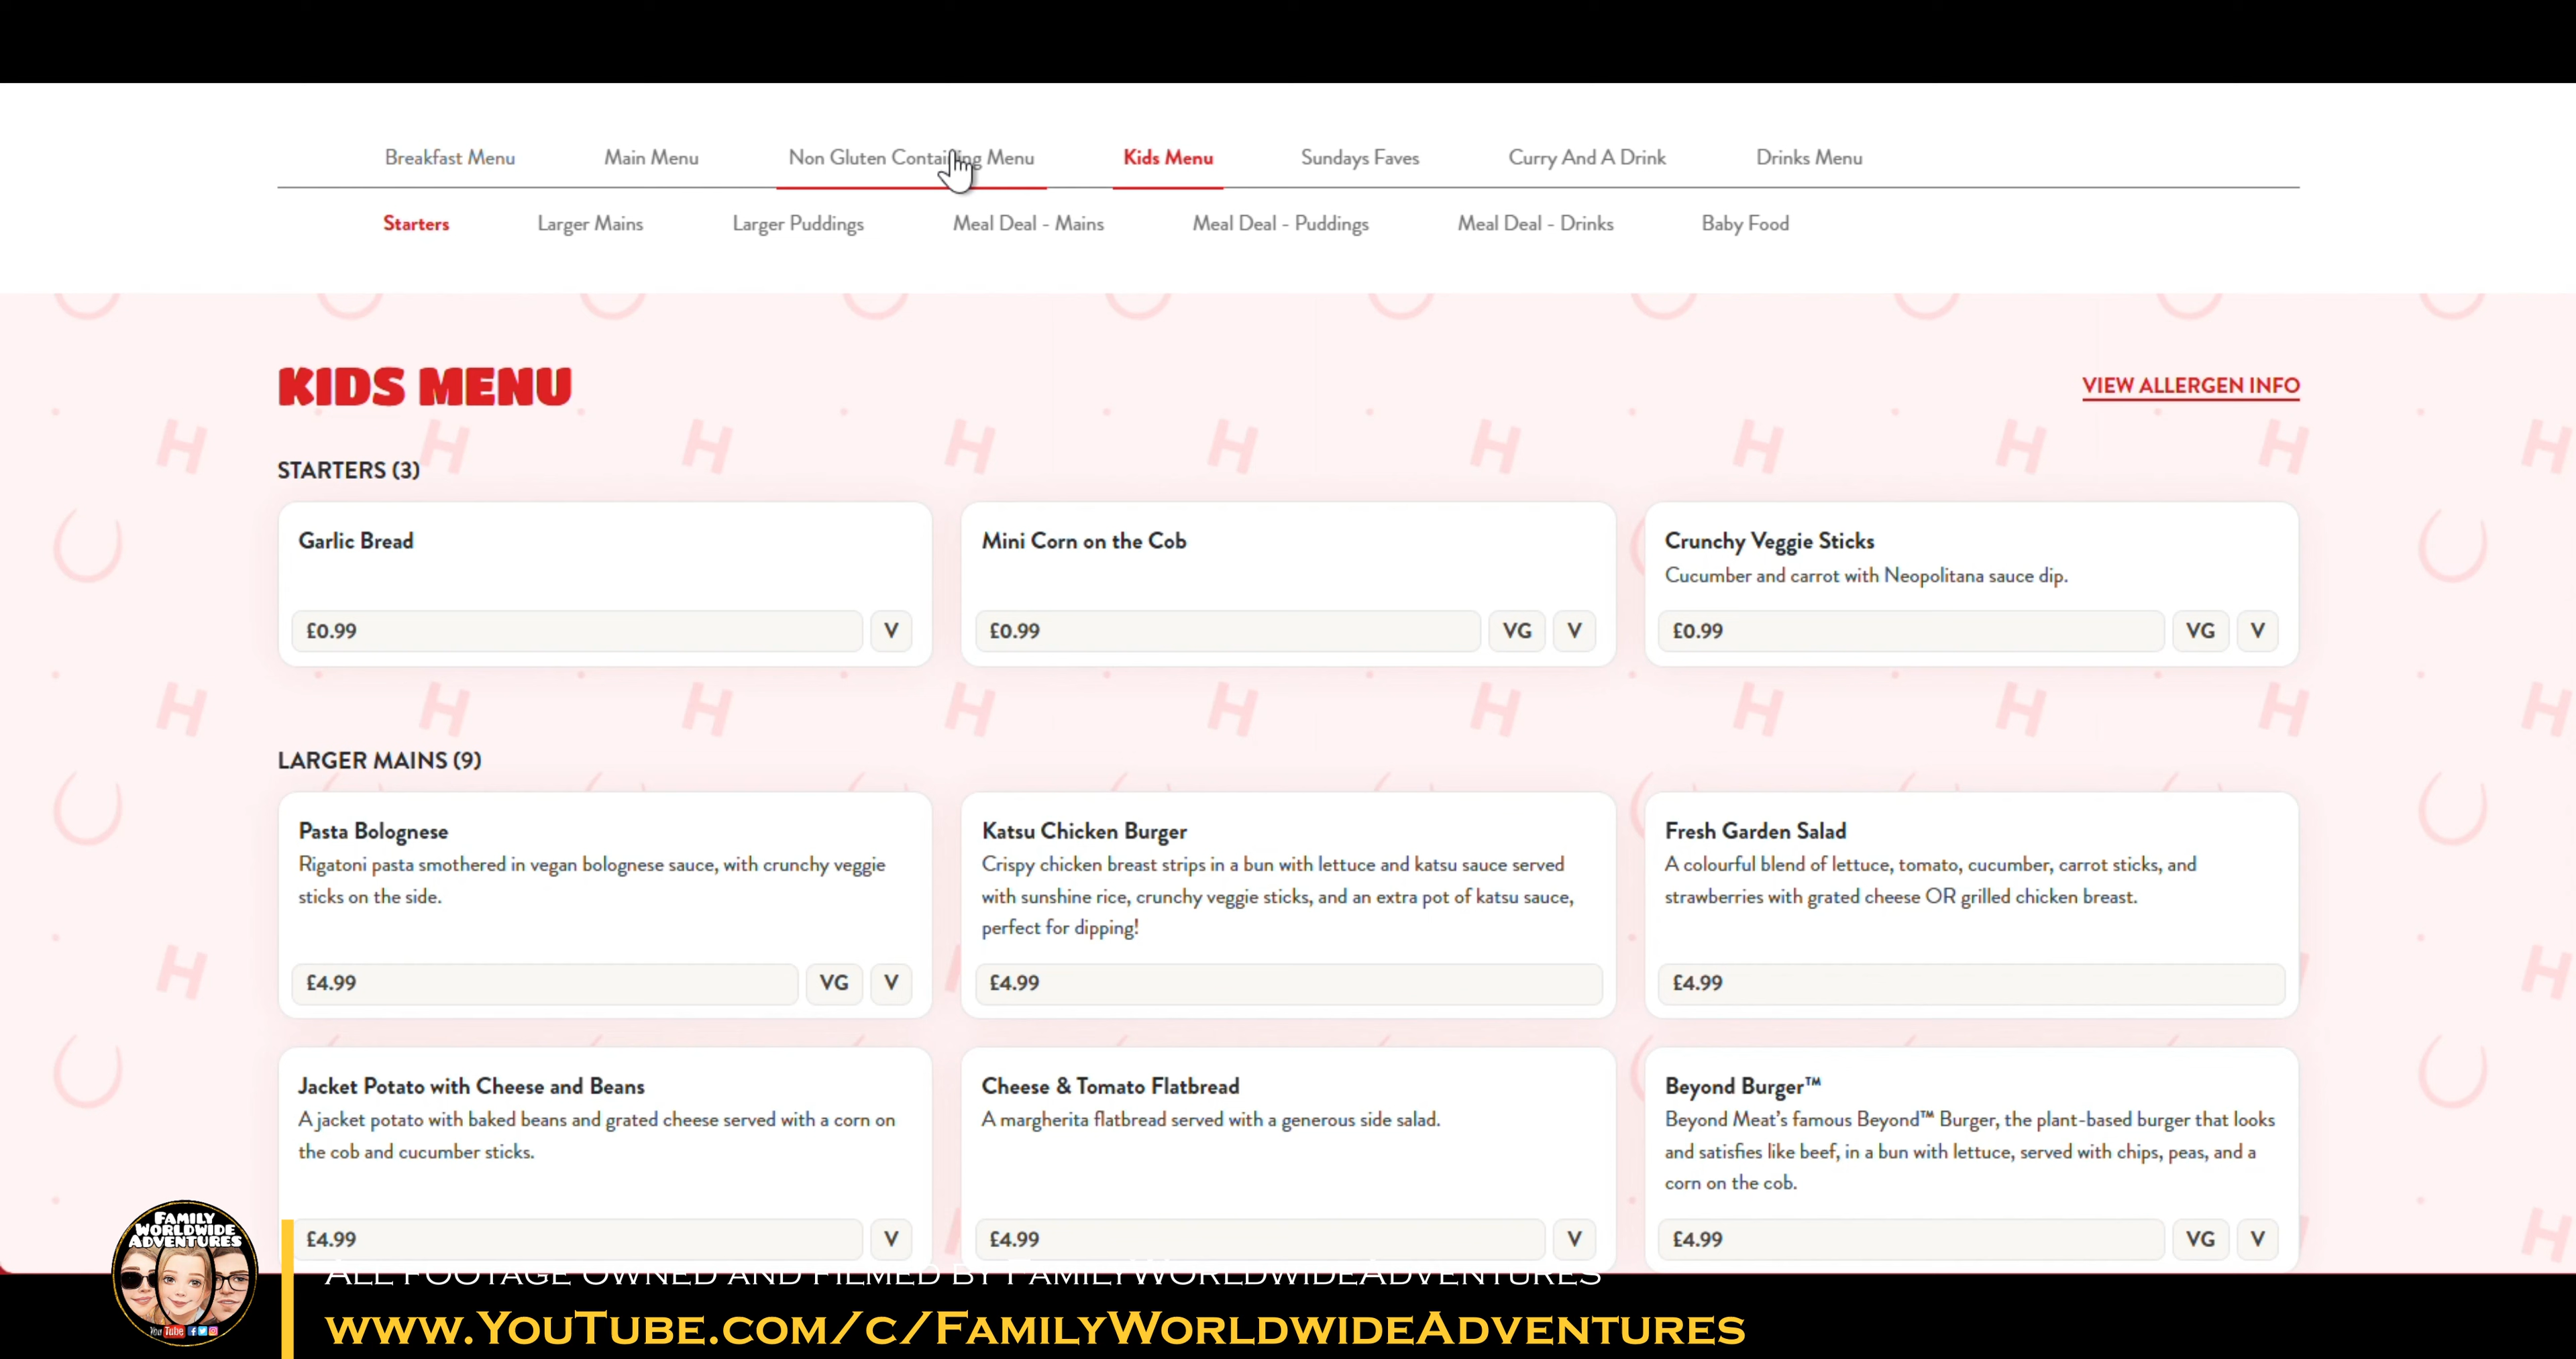 Breakfast Menu Main Menu Non Gluten Containing Menu Kids Menu Sundays Faves Curry And A Drink Drinks Menu
Starters Larger Mains Larger Puddings Meal Deal - Mains Meal Deal - Puddings Meal Deal - Drinks Baby Food
KIDS MENU
VIEW ALLERGEN INFO
STARTERS (3)
Garlic Bread
£0.99 V
Mini Corn on the Cob
£0.99 VG V
Crunchy Veggie Sticks
Cucumber and carrot with Neopolitana sauce dip.
£0.99 VG V
LARGER MAINS (9)
Pasta Bolognese
Rigatoni pasta smothered in vegan bolognese sauce, with crunchy veggie
sticks on the side.
£4.99 VG V
Katsu Chicken Burger
Crispy chicken breast strips in a bun with lettuce and katsu sauce served
with sunshine rice, crunchy veggie sticks, and an extra pot of katsu sauce,
perfect for dipping!
£4.99
Fresh Garden Salad
A colourful blend of lettuce, tomato, cucumber, carrot sticks, and
strawberries with grated cheese OR grilled chicken breast.
£4.99
Jacket Potato with Cheese and Beans
A jacket potato with baked beans and grated cheese served with a corn on
the cob and cucumber sticks.
£4.99 V
Cheese & Tomato Flatbread
A margherita flatbread served with a generous side salad.
£4.99 V
Beyond Burger™
Beyond Meat's famous Beyond™ Burger, the plant-based burger that looks
and satisfies like beef, in a bun with lettuce, served with chips, peas, and a
corn on the cob.
£4.99 VG V
FAMILY
WORLDWIDE
ADVENTURES
You Tube
ALL FOOTAGE OWNED AND FILMED BY FAMILYWORLDWIDEADVENTURES
WWW.YOUTUBE.COM/C/FAMILYWORLDWIDEADVENTURES